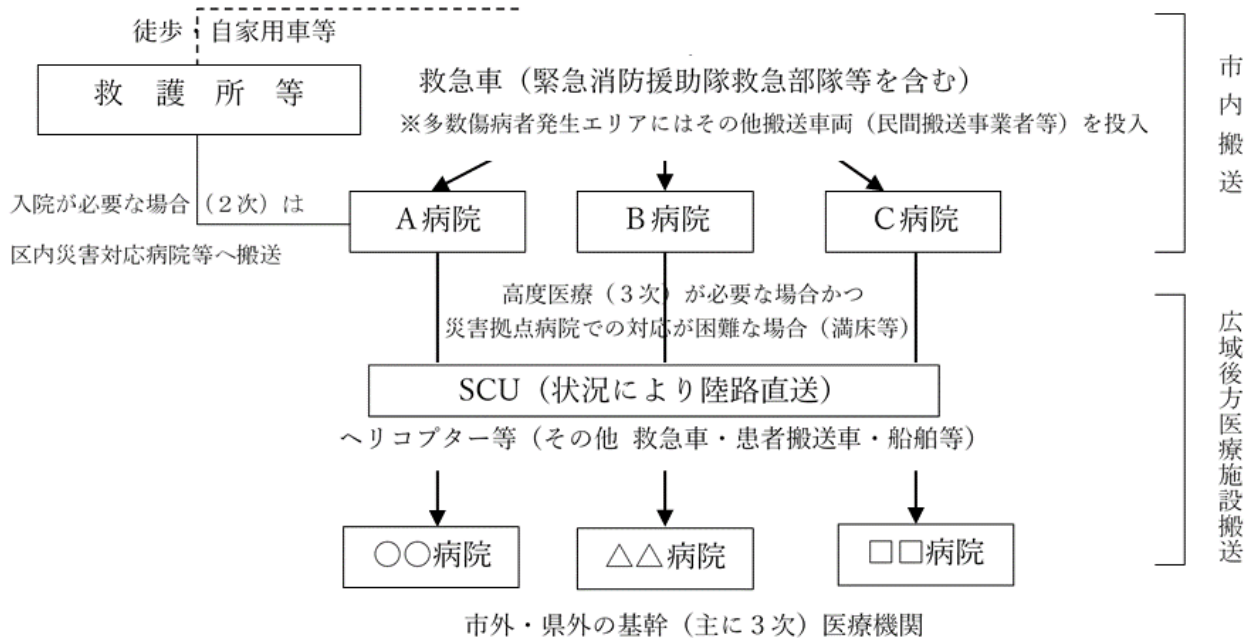 徒歩・自家用車等
救護所等
救急車（緊急消防援助隊救急部隊等を含む）
※多数傷病者発生エリアにはその他搬送車両（民間搬送事業者等）を投入
市内搬送
入院が必要な場合（２次）は
区内災害対応病院等へ搬送
Ａ病院
Ｂ病院
Ｃ病院
高度医療（３次）が必要な場合かつ
災害拠点病院での対応が困難な場合（満床等）
SCU（状況により陸路直送）
ヘリコプター等（その他 救急車・患者搬送車・船舶等）
広域後方医療施設搬送
○○病院
△△病院
□□病院
市外・県外の基幹（主に３次）医療機関